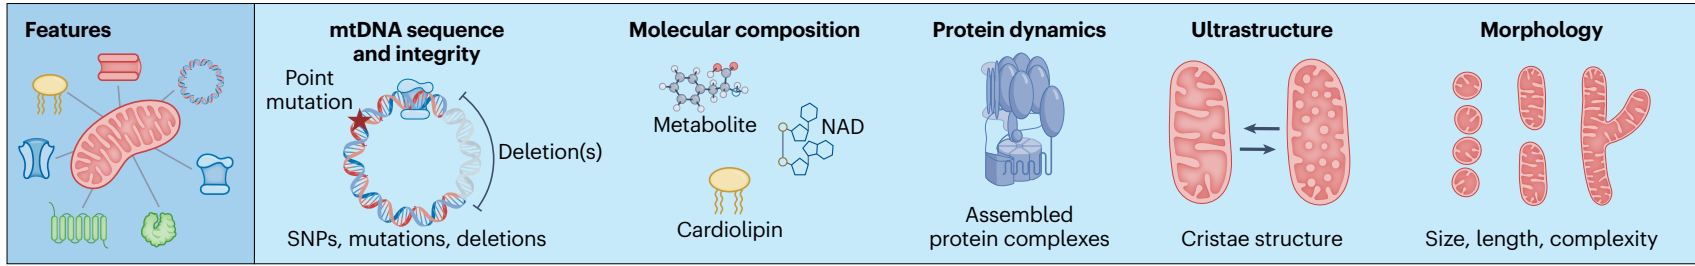 Features
mtDNA sequence
and integrity
Point
mutation
Deletion(s)
SNPs, mutations, deletions
Molecular composition
Metabolite
NAD
Cardiolipin
Protein dynamics
Assembled
protein complexes
Ultrastructure
Cristae structure
Morphology
Size, length, complexity